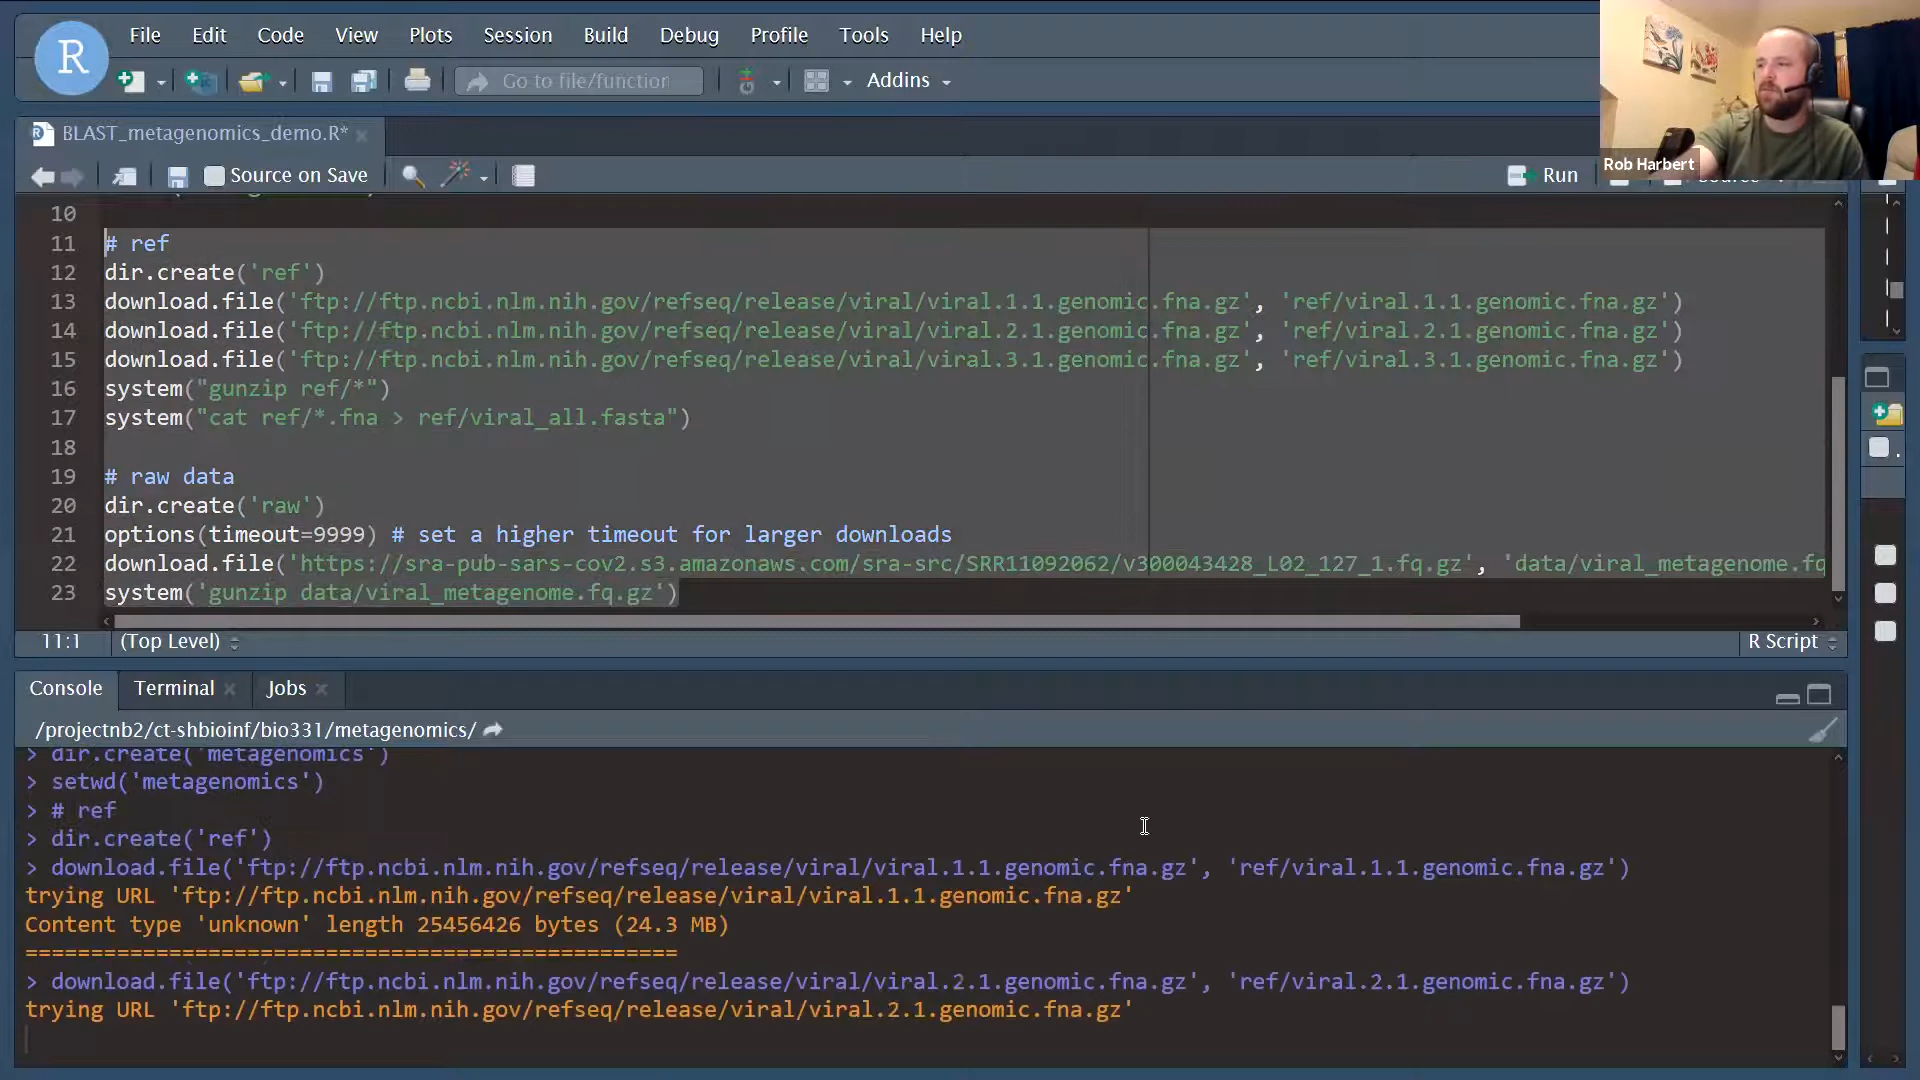 R
File Edit Code View Plots Session Build Debug Profile Tools Help
Go to file/function Addins
BLAST_metagenomics_demo.R*
Source on Save Run
Rob Harbert
10
11 # ref
12 dir.create('ref')
13 download.file('ftp://ftp.ncbi.nlm.nih.gov/refseq/release/viral/viral.1.1.genomic.fna.gz', 'ref/viral.1.1.genomic.fna.gz')
14 download.file('ftp://ftp.ncbi.nlm.nih.gov/refseq/release/viral/viral.2.1.genomic.fna.gz', 'ref/viral.2.1.genomic.fna.gz')
15 download.file('ftp://ftp.ncbi.nlm.nih.gov/refseq/release/viral/viral.3.1.genomic.fna.gz', 'ref/viral.3.1.genomic.fna.gz')
16 system("gunzip ref/*")
17 system("cat ref/*.fna > ref/viral_all.fasta")
18
19 # raw data
20 dir.create('raw')
21 options(timeout=9999) # set a higher timeout for larger downloads
22 download.file('https://sra-pub-sars-cov2.s3.amazonaws.com/sra-src/SRR11092062/v300043428_L02_127_1.fq.gz', 'data/viral_metagenome.fq
23 system('gunzip data/viral_metagenome.fq.gz')
11:1 (Top Level) R Script
Console Terminal Jobs
/projectnb2/ct-shbioinf/bio331/metagenomics/
> dir.create('metagenomics')
> setwd('metagenomics')
> # ref
> dir.create('ref')
> download.file('ftp://ftp.ncbi.nlm.nih.gov/refseq/release/viral/viral.1.1.genomic.fna.gz', 'ref/viral.1.1.genomic.fna.gz')
trying URL 'ftp://ftp.ncbi.nlm.nih.gov/refseq/release/viral/viral.1.1.genomic.fna.gz'
Content type 'unknown' length 25456426 bytes (24.3 MB)
==================================================
> download.file('ftp://ftp.ncbi.nlm.nih.gov/refseq/release/viral/viral.2.1.genomic.fna.gz', 'ref/viral.2.1.genomic.fna.gz')
trying URL 'ftp://ftp.ncbi.nlm.nih.gov/refseq/release/viral/viral.2.1.genomic.fna.gz'